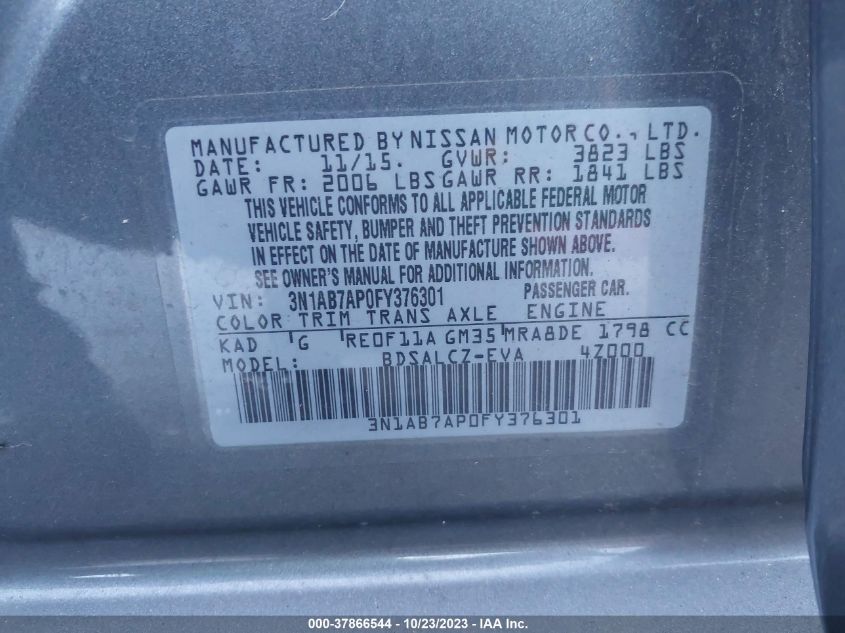 MANUFACTURED BY NISSAN MOTOR CO., LTD.
DATE: 11/15. GVWR: 3823 LBS
GAWR FR: 2006 LBS GAWR RR: 1841 LBS
THIS VEHICLE CONFORMS TO ALL APPLICABLE FEDERAL MOTOR
VEHICLE SAFETY, BUMPER AND THEFT PREVENTION STANDARDS
IN EFFECT ON THE DATE OF MANUFACTURE SHOWN ABOVE.
SEE OWNER'S MANUAL FOR ADDITIONAL INFORMATION.
VIN: 3N1AB7AP0FY376301 PASSENGER CAR.
COLOR TRIM TRANS AXLE ENGINE
KAD G RE0F11A GM35 MRA8DE 1798 CC
MODEL: BDSALCZ-EVA 4Z000
3N1AB7AP0FY376301
000-37866544 | 10/23/2023 | Copyright © IAA, Inc.